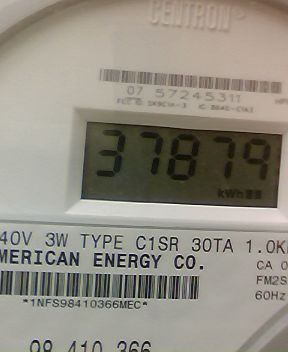 CENTRON®
07 57245311
37879
kWh
40V 3W TYPE C1SR 30TA 1.0K
MERICAN ENERGY CO.
CA 0
FM2S
*1NFS98410366MEC*
60Hz
98 410 366